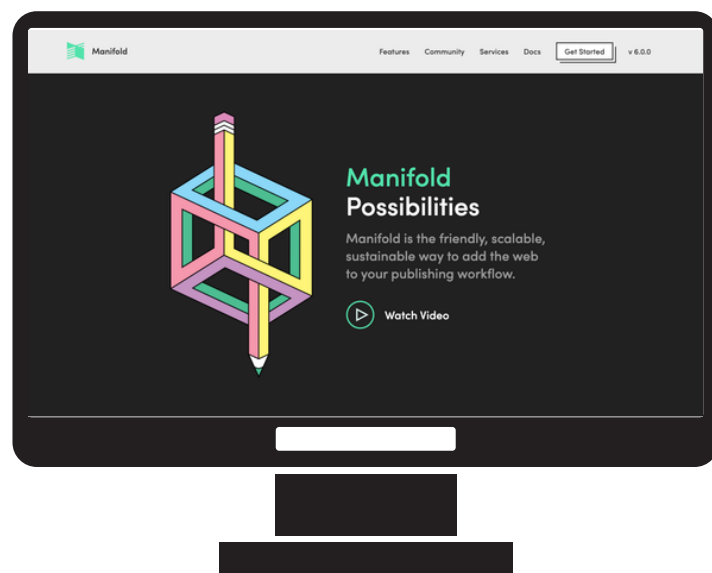 Manifold
Features Community Services Docs Get Started v 6.0.0
Manifold
Possibilities
Manifold is the friendly, scalable,
sustainable way to add the web
to your publishing workflow.
Watch Video